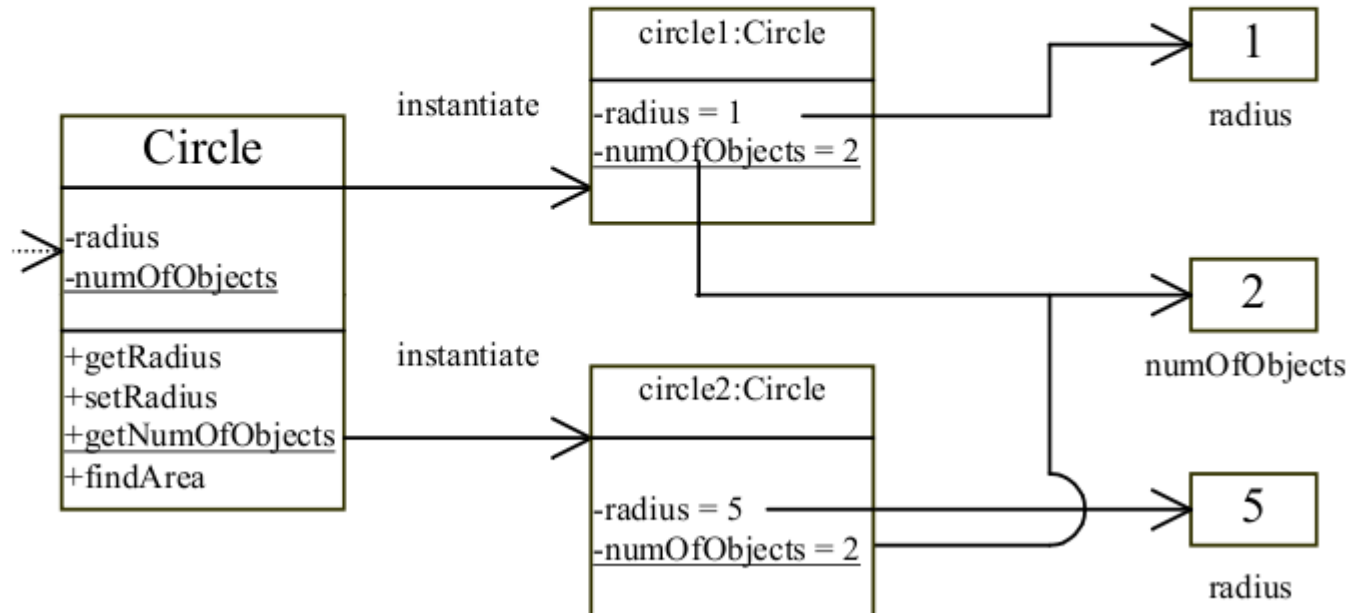 Circle
-radius
-numOfObjects
+getRadius
+setRadius
+getNumOfObjects
+findArea
instantiate
instantiate
circle1:Circle
-radius = 1
-numOfObjects = 2
circle2:Circle
-radius = 5
-numOfObjects = 2
1
radius
2
numOfObjects
5
radius